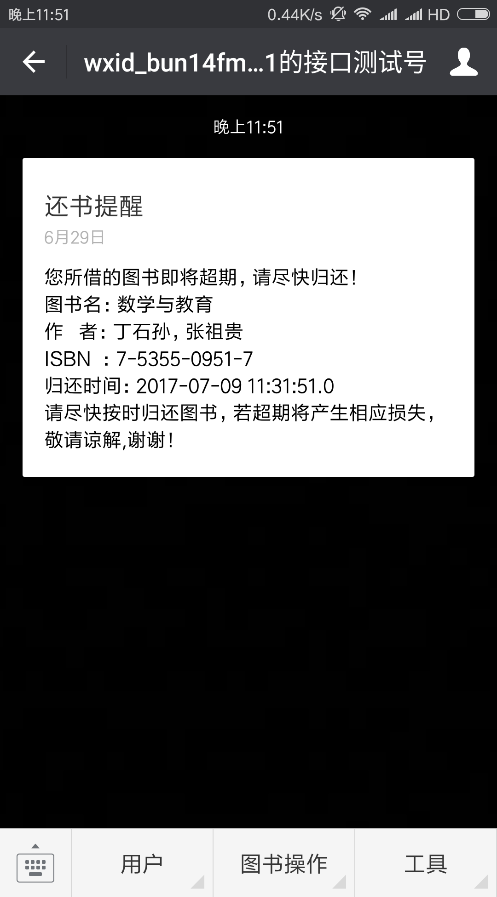 晚上11:51 0.44K/s HD
wxid_bun14fm...1的接口测试号
晚上11:51
还书提醒
6月29日
您所借的图书即将超期，请尽快归还！
图书名：数学与教育
作 者：丁石孙，张祖贵
ISBN ：7-5355-0951-7
归还时间：2017-07-09 11:31:51.0
请尽快按时归还图书，若超期将产生相应损失，
敬请谅解,谢谢！
用户 图书操作 工具